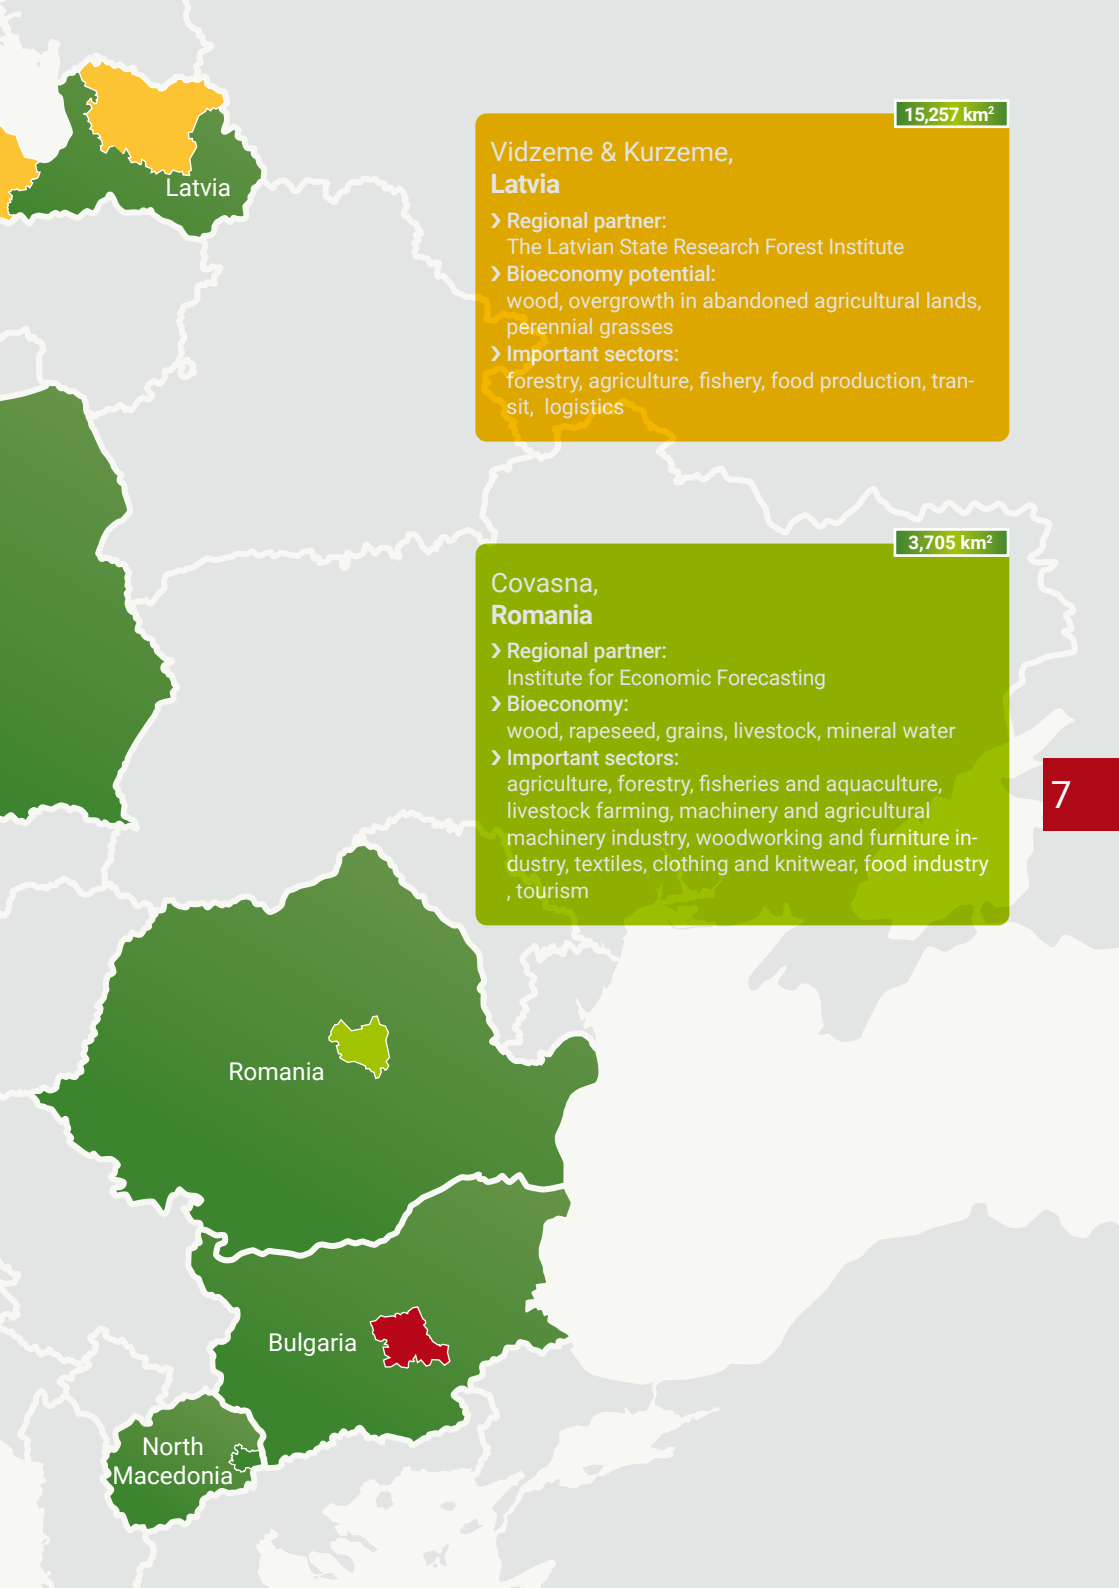 Latvia
15,257 km²
Vidzeme & Kurzeme,
Latvia
❯ Regional partner:
The Latvian State Research Forest Institute
❯ Bioeconomy potential:
wood, overgrowth in abandoned agricultural lands,
perennial grasses
❯ Important sectors:
forestry, agriculture, fishery, food production, tran-
sit, logistics
3,705 km²
Covasna,
Romania
❯ Regional partner:
Institute for Economic Forecasting
❯ Bioeconomy:
wood, rapeseed, grains, livestock, mineral water
❯ Important sectors:
agriculture, forestry, fisheries and aquaculture,
livestock farming, machinery and agricultural
machinery industry, woodworking and furniture in-
dustry, textiles, clothing and knitwear, food industry
, tourism
7
Romania
Bulgaria
North
Macedonia